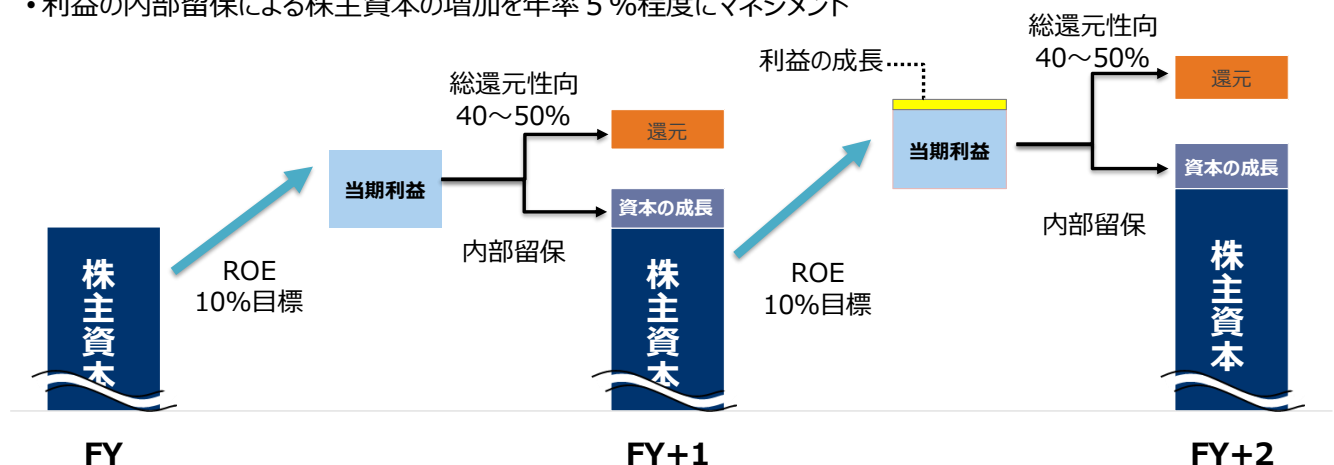 •利益の内部留保による株主資本の増加を年率5%程度にマネジメント
総還元性向
40~50%
利益の成長
総還元性向
40~50%
還元
還元
当期利益
当期利益
資本の成長
資本の成長
内部留保
内部留保
株主資本
ROE
10%目標
株主資本
ROE
10%目標
株主資本
FY
FY+1
FY+2